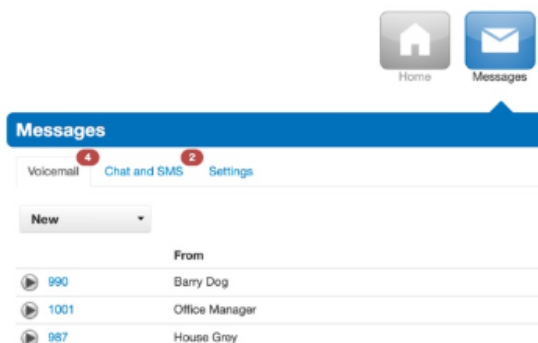 Home Messages
Messages
4 2
Voicemail Chat and SMS Settings
New
From
990 Barry Dog
1001 Office Manager
987 House Grey